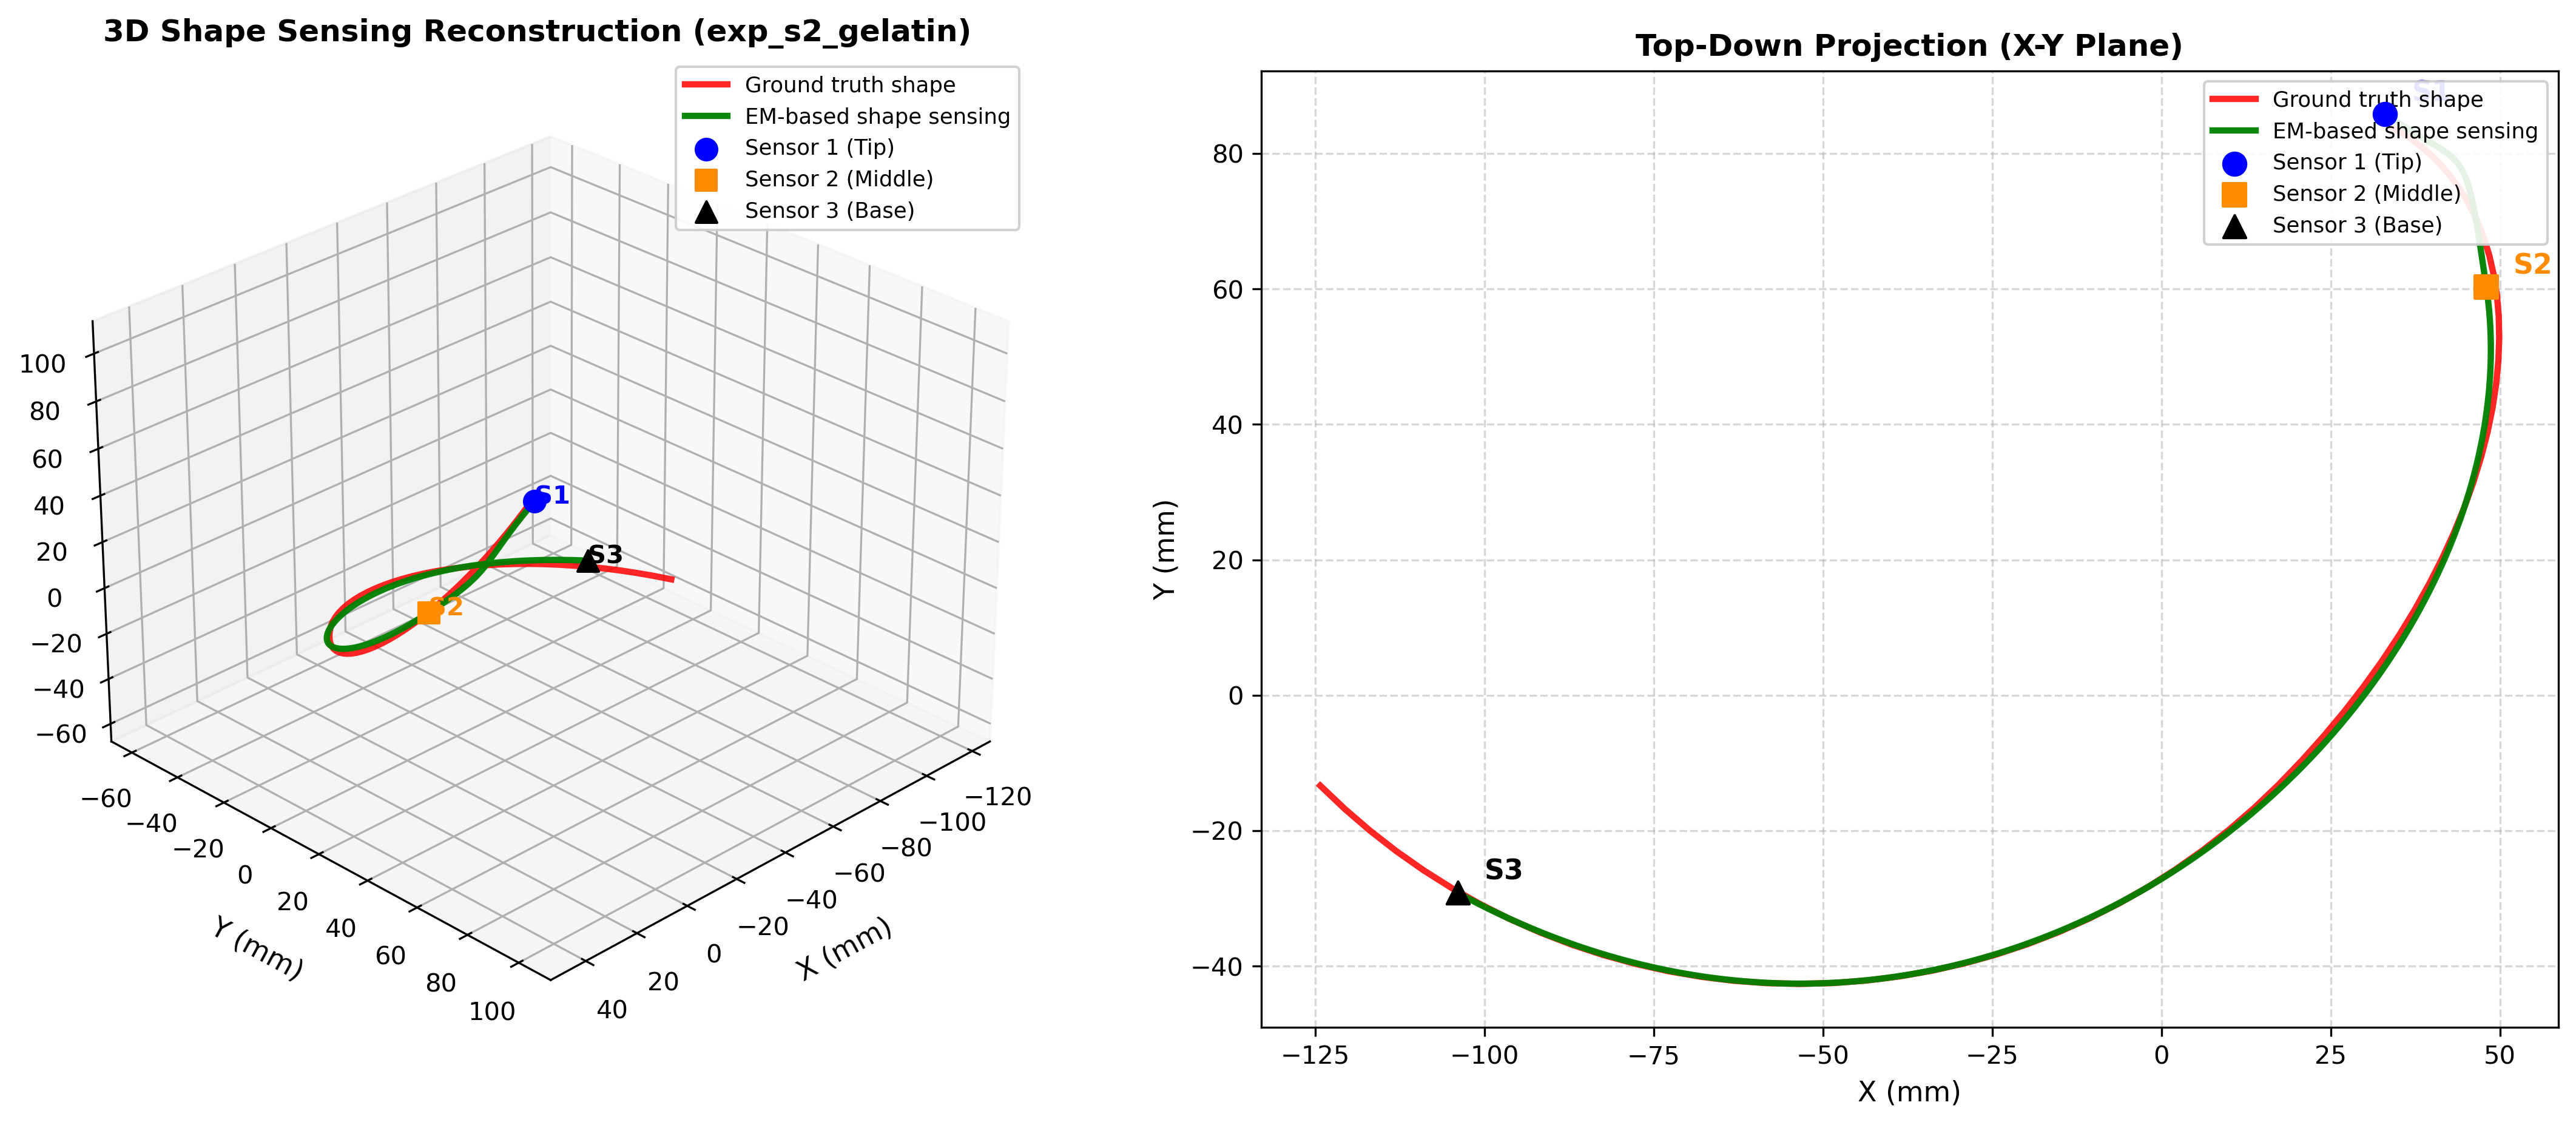 3D Shape Sensing Reconstruction (exp_s2_gelatin)
Ground truth shape
EM-based shape sensing
Sensor 1 (Tip)
Sensor 2 (Middle)
Sensor 3 (Base)
100
80
60
40
20
0
−20
−40
−60
S1
S3
S2
−60
−40
−20
0
20
40
60
80
100
Y (mm)
−120
−100
−80
−60
−40
−20
0
20
40
X (mm)
Top-Down Projection (X-Y Plane)
S1
Ground truth shape
EM-based shape sensing
Sensor 1 (Tip)
Sensor 2 (Middle)
Sensor 3 (Base)
S2
S3
80
60
40
20
0
−20
−40
Y (mm)
−125
−100
−75
−50
−25
0
25
50
X (mm)